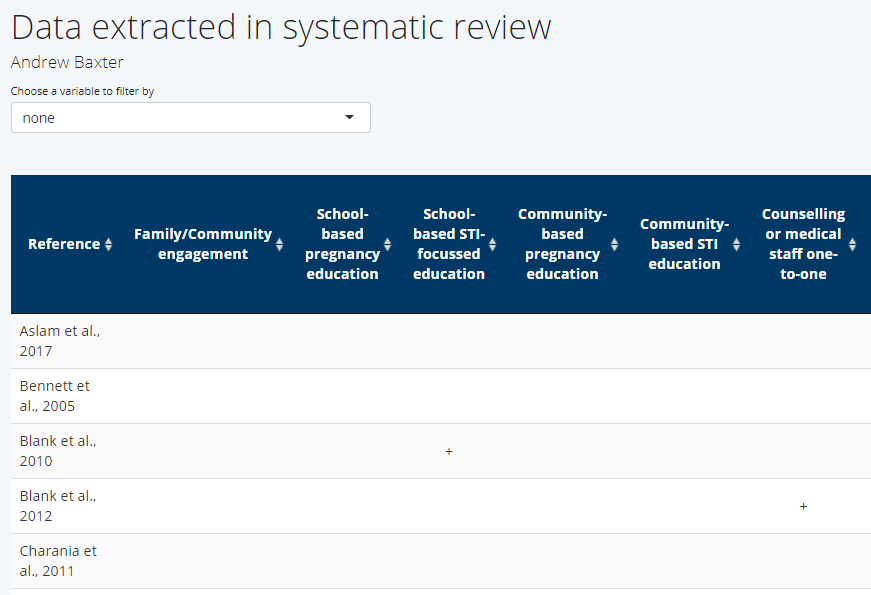 Data extracted in systematic review
Andrew Baxter
Choose a variable to filter by
none
Reference
Family/Community
engagement
School-
based
pregnancy
education
School-
based STI-
focussed
education
Community-
based
pregnancy
education
Community-
based STI
education
Counselling
or medical
staff one-
to-one
Aslam et al.,
2017
Bennett et
al., 2005
Blank et al.,
2010
+
Blank et al.,
2012
+
Charania et
al., 2011